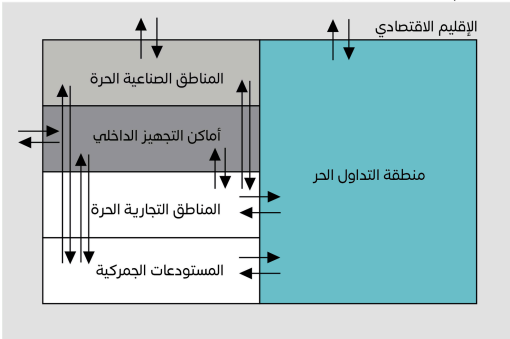 الإقليم الاقتصادي
المناطق الصناعية الحرة
أماكن التجهيز الداخلي
منطقة التداول الحر
المناطق التجارية الحرة
المستودعات الجمركية